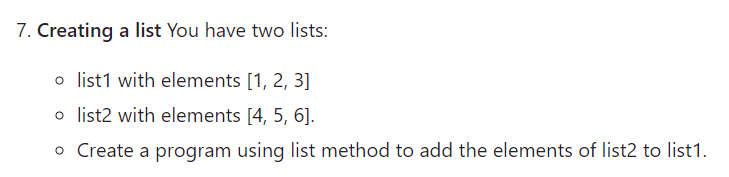 7. Creating a list You have two lists:
list1 with elements [1, 2, 3]
list2 with elements [4, 5, 6].
Create a program using list method to add the elements of list2 to list1.